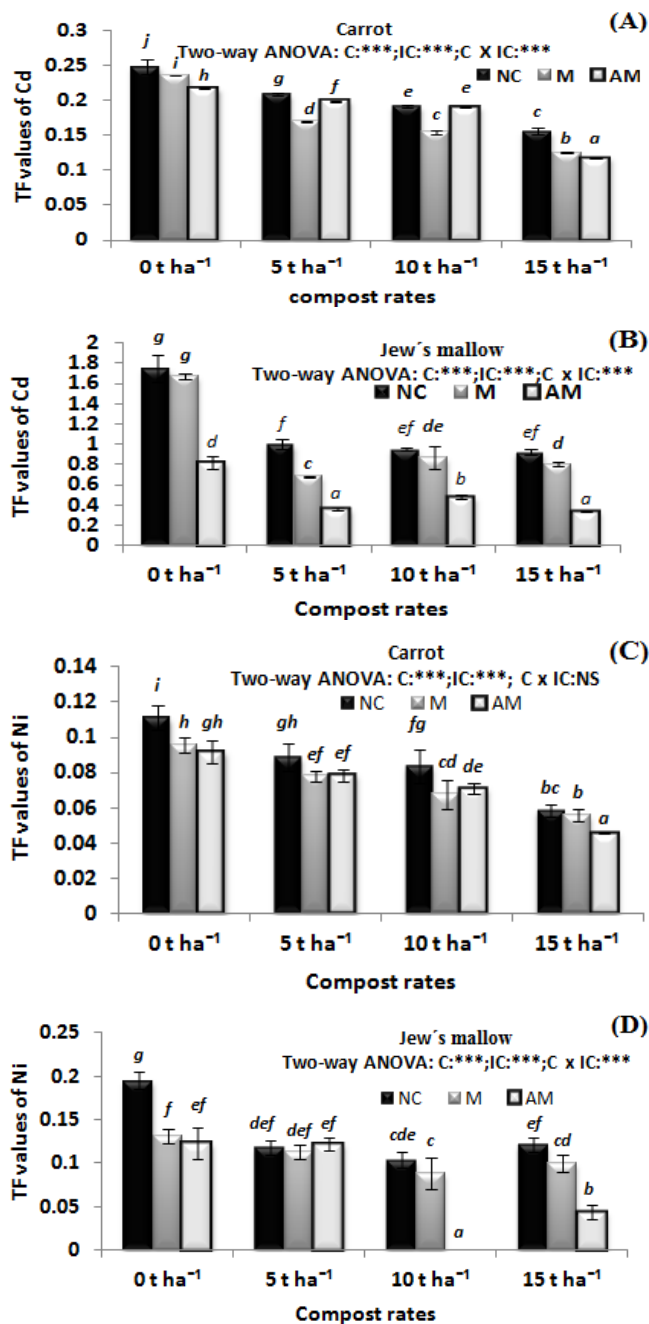 (A)
Carrot
Two-way ANOVA: C:***;IC:***;C X IC:***
NC M AM
TF values of Cd
0.3
0.25
0.2
0.15
0.1
0.05
0
j i h g d f e c e c b a
0 t ha⁻¹ 5 t ha⁻¹ 10 t ha⁻¹ 15 t ha⁻¹
compost rates
(B)
Jew´s mallow
Two-way ANOVA: C:***;IC:***;C x IC:***
NC M AM
TF values of Cd
2
1.8
1.6
1.4
1.2
1
0.8
0.6
0.4
0.2
0
g g d f c a ef de b ef d a
0 t ha⁻¹ 5 t ha⁻¹ 10 t ha⁻¹ 15 t ha⁻¹
Compost rates
(C)
Carrot
Two-way ANOVA: C:***;IC:***; C x IC:NS
NC M AM
TF values of Ni
0.14
0.12
0.1
0.08
0.06
0.04
0.02
0
i h gh gh ef ef fg cd de bc b a
0 t ha⁻¹ 5 t ha⁻¹ 10 t ha⁻¹ 15 t ha⁻¹
Compost rates
(D)
Jew´s mallow
Two-way ANOVA: C:***;IC:***;C x IC:***
NC M AM
TF values of Ni
0.25
0.2
0.15
0.1
0.05
0
g f ef def def ef cde c a ef cd b
0 t ha⁻¹ 5 t ha⁻¹ 10 t ha⁻¹ 15 t ha⁻¹
Compost rates